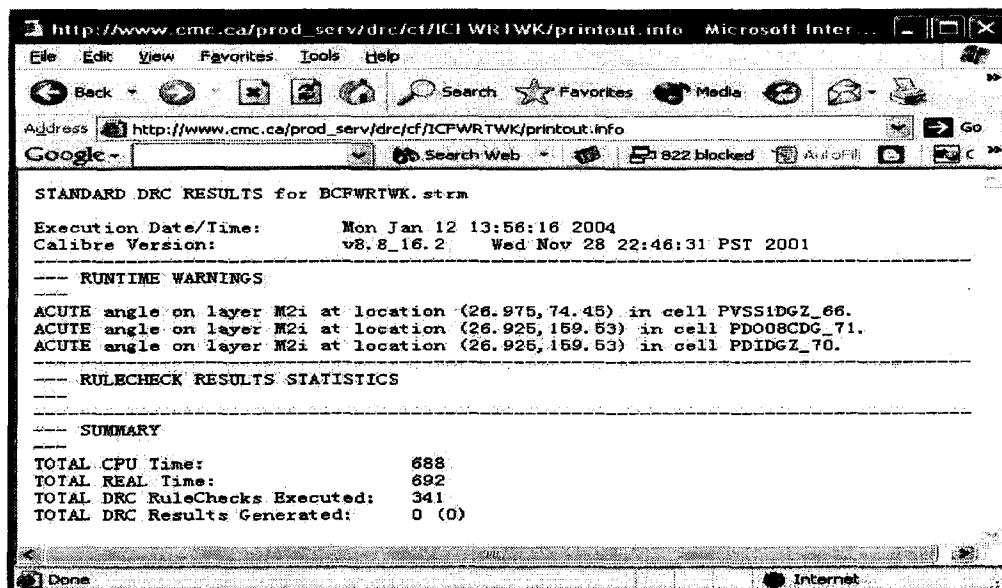 http://www.cmc.ca/prod_serv/drc/cf/ICFWRTWK/printout.info Microsoft Inter...
File Edit View Favorites Tools Help
Back Search Favorites Media
Address http://www.cmc.ca/prod_serv/drc/cf/ICFWRTWK/printout.info Go
Google Search Web 822 blocked AutoFill
STANDARD DRC RESULTS for BCFWRTWK.strm
Execution Date/Time: Mon Jan 12 13:56:16 2004
Calibre Version: v8.8_16.2 Wed Nov 28 22:46:31 PST 2001
--- RUNTIME WARNINGS
---
ACUTE angle on layer M2i at location (26.975,74.45) in cell PVSS1DGZ_66.
ACUTE angle on layer M2i at location (26.925,159.53) in cell PDO08CDG_71.
ACUTE angle on layer M2i at location (26.925,159.53) in cell PDIDGZ_70.
--- RULECHECK RESULTS STATISTICS
---
--- SUMMARY
---
TOTAL CPU Time: 688
TOTAL REAL Time: 692
TOTAL DRC RuleChecks Executed: 341
TOTAL DRC Results Generated: 0 (0)
Done Internet